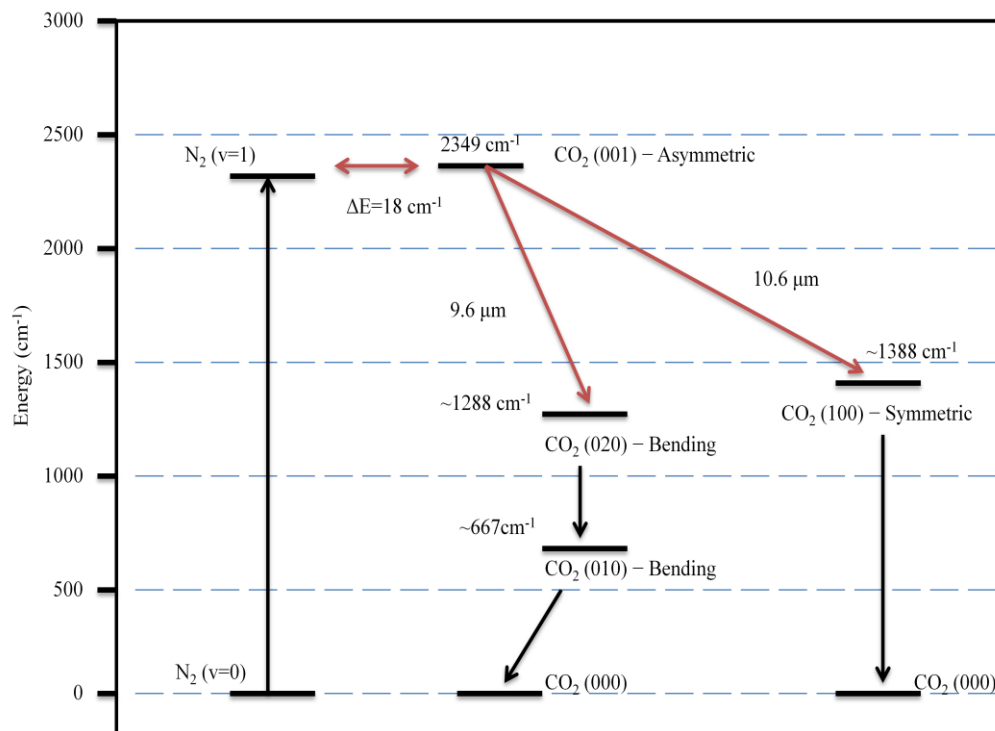 3000
2500
2000
1500
1000
500
0
Energy (cm⁻¹)
N₂ (v=1)
2349 cm⁻¹
CO₂ (001) − Asymmetric
ΔE=18 cm⁻¹
9.6 μm
10.6 μm
~1388 cm⁻¹
~1288 cm⁻¹
CO₂ (100) − Symmetric
CO₂ (020) − Bending
~667cm⁻¹
CO₂ (010) − Bending
N₂ (v=0)
CO₂ (000)
CO₂ (000)